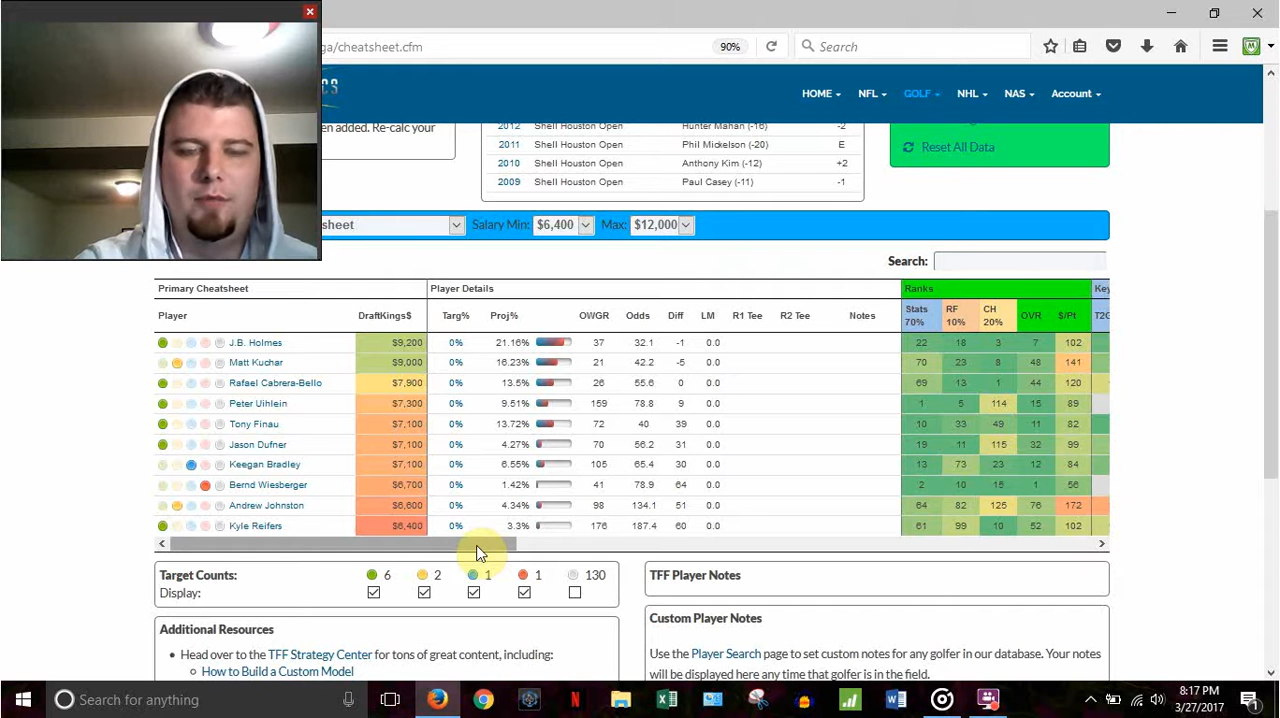 ga/cheatsheet.cfm
90%
Search
CS
HOME
NFL
GOLF
NHL
NAS
Account
en added. Re-calc your
2012 Shell Houston Open Hunter Mahan (-16) -2
2011 Shell Houston Open Phil Mickelson (-20) E
2010 Shell Houston Open Anthony Kim (-12) +2
2009 Shell Houston Open Paul Casey (-11) -1
Reset All Data
heatsheet Salary Min: $6,400 Max: $12,000
Search:
Primary Cheatsheet Player Details Ranks Key
Player DraftKings$ Targ% Proj% OWGR Odds Diff LM R1 Tee R2 Tee Notes Stats 70% RF 10% CH 20% OVR $/Pt T2G
J.B. Holmes $9,200 0% 21.16% 37 32.1 -1 0.0 22 18 3 7 102
Matt Kuchar $9,000 0% 16.23% 21 42.2 -5 0.0 70 23 8 48 141
Rafael Cabrera-Bello $7,900 0% 13.5% 26 55.6 0 0.0 69 13 1 44 120
Peter Uihlein $7,300 0% 9.51% 159 78.8 9 0.0 1 5 114 15 89
Tony Finau $7,100 0% 13.72% 72 40 39 0.0 10 33 49 11 82
Jason Dufner $7,100 0% 4.27% 70 56.2 31 0.0 19 11 115 32 99
Keegan Bradley $7,100 0% 6.55% 105 65.4 30 0.0 13 73 23 12 84
Bernd Wiesberger $6,700 0% 1.42% 41 78.9 64 0.0 2 10 15 1 56
Andrew Johnston $6,600 0% 4.34% 98 134.1 51 0.0 64 82 125 76 172
Kyle Reifers $6,400 0% 3.3% 176 187.4 60 0.0 61 99 10 52 102
Target Counts: 6 2 1 1 130
Display:
TFF Player Notes
Additional Resources
Head over to the TFF Strategy Center for tons of great content, including:
How to Build a Custom Model
Custom Player Notes
Use the Player Search page to set custom notes for any golfer in our database. Your notes
will be displayed here any time that golfer is in the field.
Search for anything
8:17 PM
3/27/2017